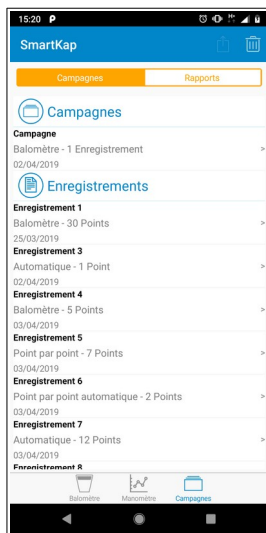 15:20
SmartKap
Campagnes Rapports
Campagnes
Campagne
Balomètre - 1 Enregistrement >
02/04/2019
Enregistrements
Enregistrement 1
Balomètre - 30 Points >
25/03/2019
Enregistrement 3
Automatique - 1 Point >
02/04/2019
Enregistrement 4
Balomètre - 5 Points >
03/04/2019
Enregistrement 5
Point par point - 7 Points >
03/04/2019
Enregistrement 6
Point par point automatique - 2 Points >
03/04/2019
Enregistrement 7
Automatique - 12 Points >
03/04/2019
Enregistrement 8
Balomètre Manomètre Campagnes